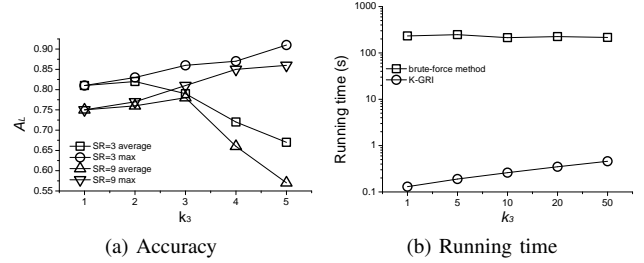 0.90
0.85
0.80
0.75
0.70
0.65
0.60
0.55
A_L
SR=3 average
SR=3 max
SR=9 average
SR=9 max
1 2 3 4 5
k_3
(a) Accuracy
1000
100
10
1
0.1
Running time (s)
brute-force method
K-GRI
1 5 10 20 50
k_3
(b) Running time